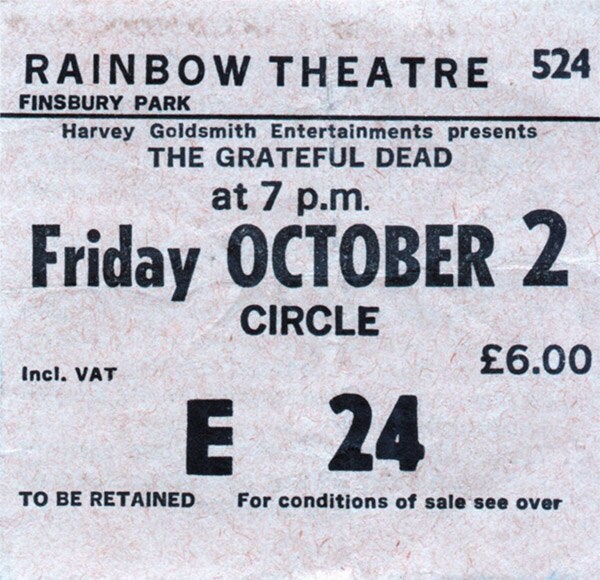 RAINBOW THEATRE 524
FINSBURY PARK
Harvey Goldsmith Entertainments presents
THE GRATEFUL DEAD
at 7 p.m.
Friday OCTOBER 2
CIRCLE
£6.00
Incl. VAT
E 24
TO BE RETAINED For conditions of sale see over